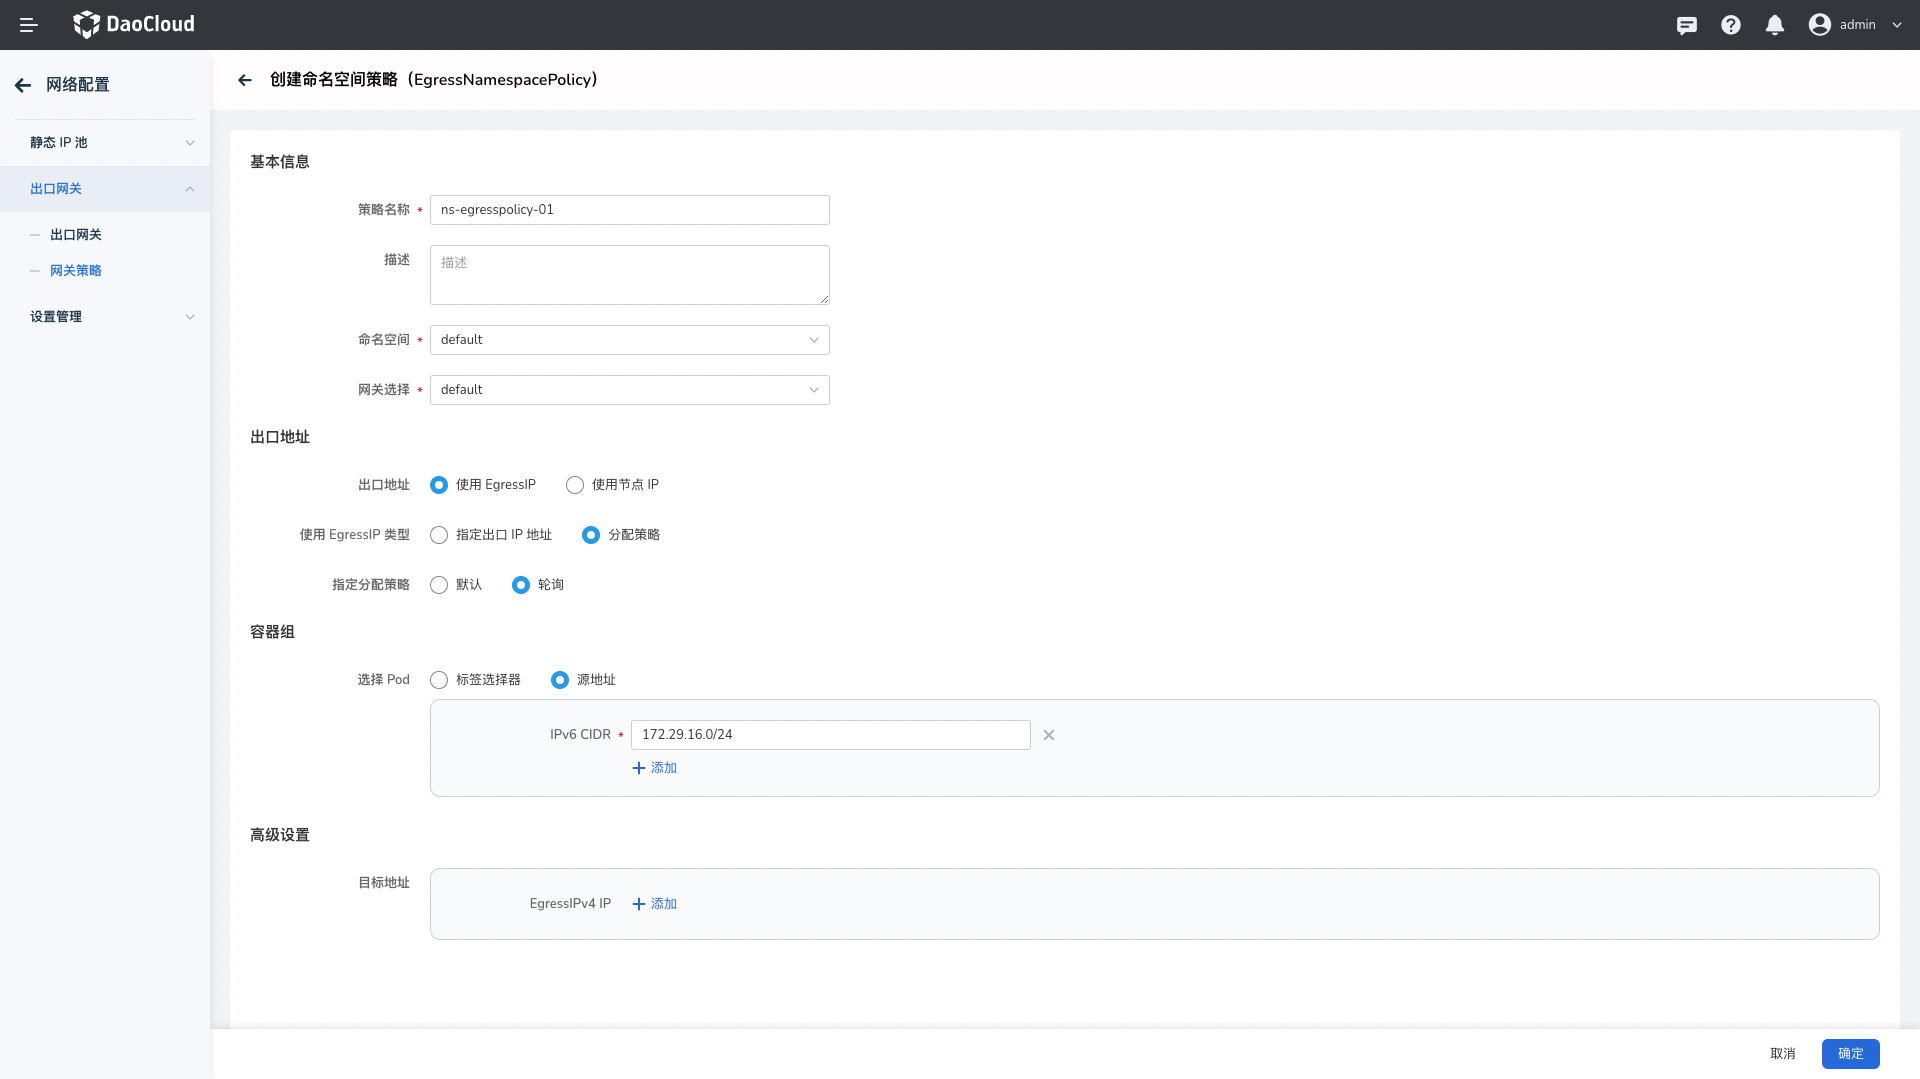 DaoCloud
admin
网络配置
静态 IP 池
出口网关
出口网关
网关策略
设置管理
创建命名空间策略（EgressNamespacePolicy）
基本信息
策略名称 * ns-egresspolicy-01
描述 描述
命名空间 * default
网关选择 * default
出口地址
出口地址 使用 EgressIP 使用节点 IP
使用 EgressIP 类型 指定出口 IP 地址 分配策略
指定分配策略 默认 轮询
容器组
选择 Pod 标签选择器 源地址
IPv6 CIDR * 172.29.16.0/24
添加
高级设置
目标地址
EgressIPv4 IP 添加
取消 确定